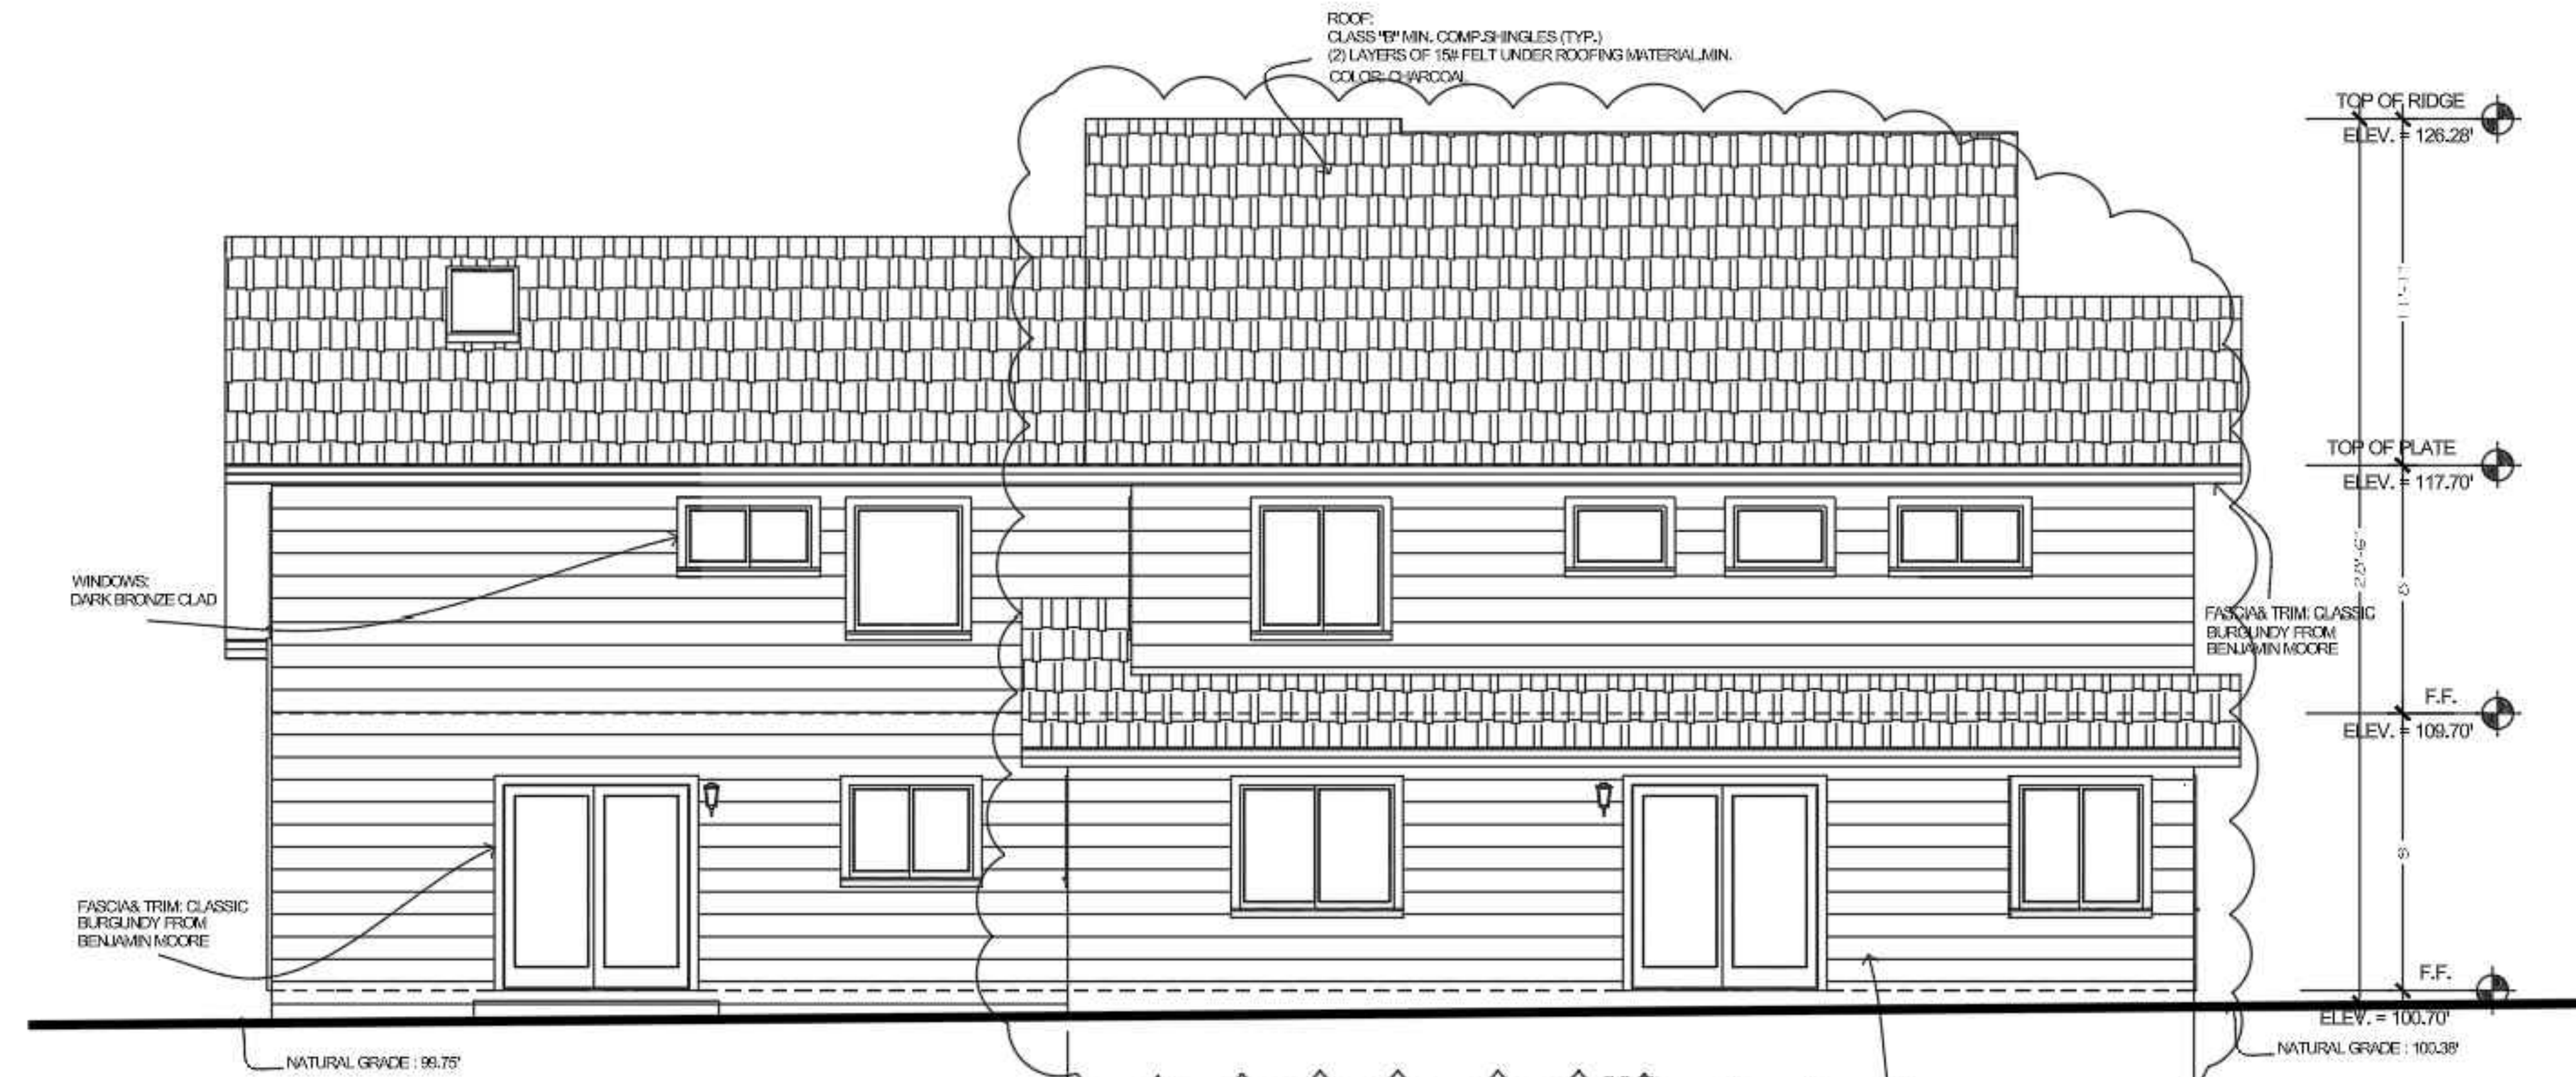 ROOF:
CLASS "B" MIN. COMP.SHINGLES (TYP.)
(2) LAYERS OF 15# FELT UNDER ROOFING MATERIAL,MIN.
COLOR: CHARCOAL
TOP OF RIDGE
ELEV. = 126.28'
TOP OF PLATE
ELEV. = 117.70'
WINDOWS:
DARK BRONZE CLAD
FASCIA& TRIM: CLASSIC
BURGUNDY FROM
BENJAMIN MOORE
F.F.
ELEV. = 109.70'
FASCIA& TRIM: CLASSIC
BURGUNDY FROM
BENJAMIN MOORE
F.F.
ELEV. = 100.70'
NATURAL GRADE : 100.38'
NATURAL GRADE : 99.75'